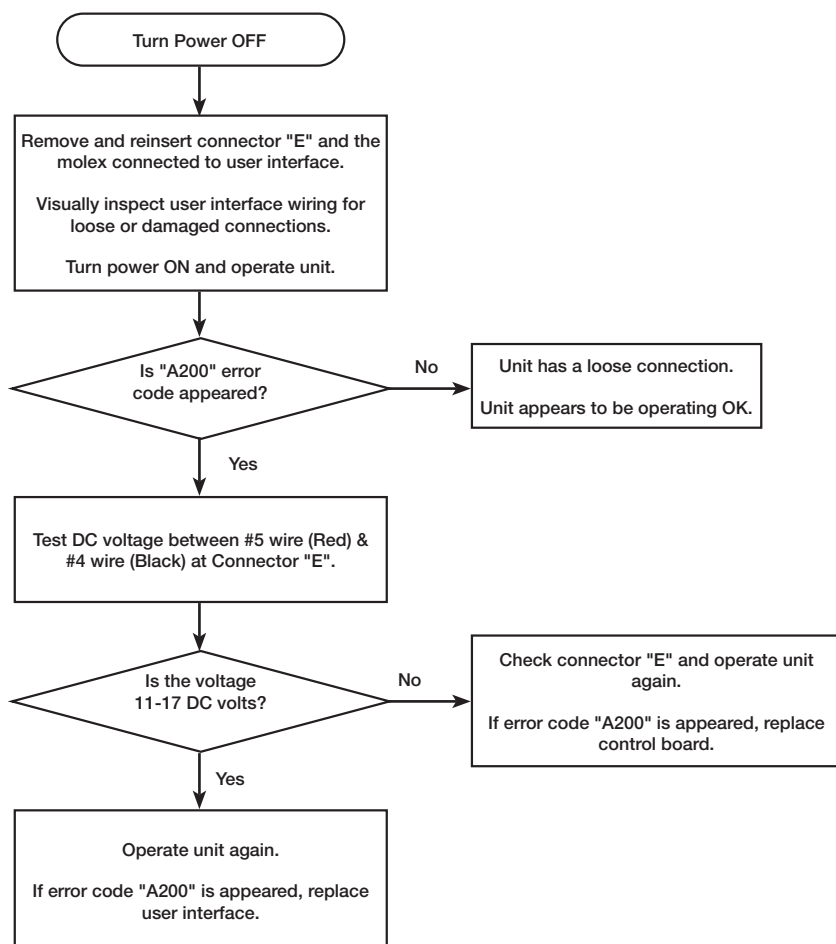 Turn Power OFF
Remove and reinsert connector "E" and the
molex connected to user interface.
Visually inspect user interface wiring for
loose or damaged connections.
Turn power ON and operate unit.
Is "A200" error
code appeared?
No
Unit has a loose connection.
Unit appears to be operating OK.
Yes
Test DC voltage between #5 wire (Red) &
#4 wire (Black) at Connector "E".
Is the voltage
11-17 DC volts?
No
Check connector "E" and operate unit
again.
If error code "A200" is appeared, replace
control board.
Yes
Operate unit again.
If error code "A200" is appeared, replace
user interface.